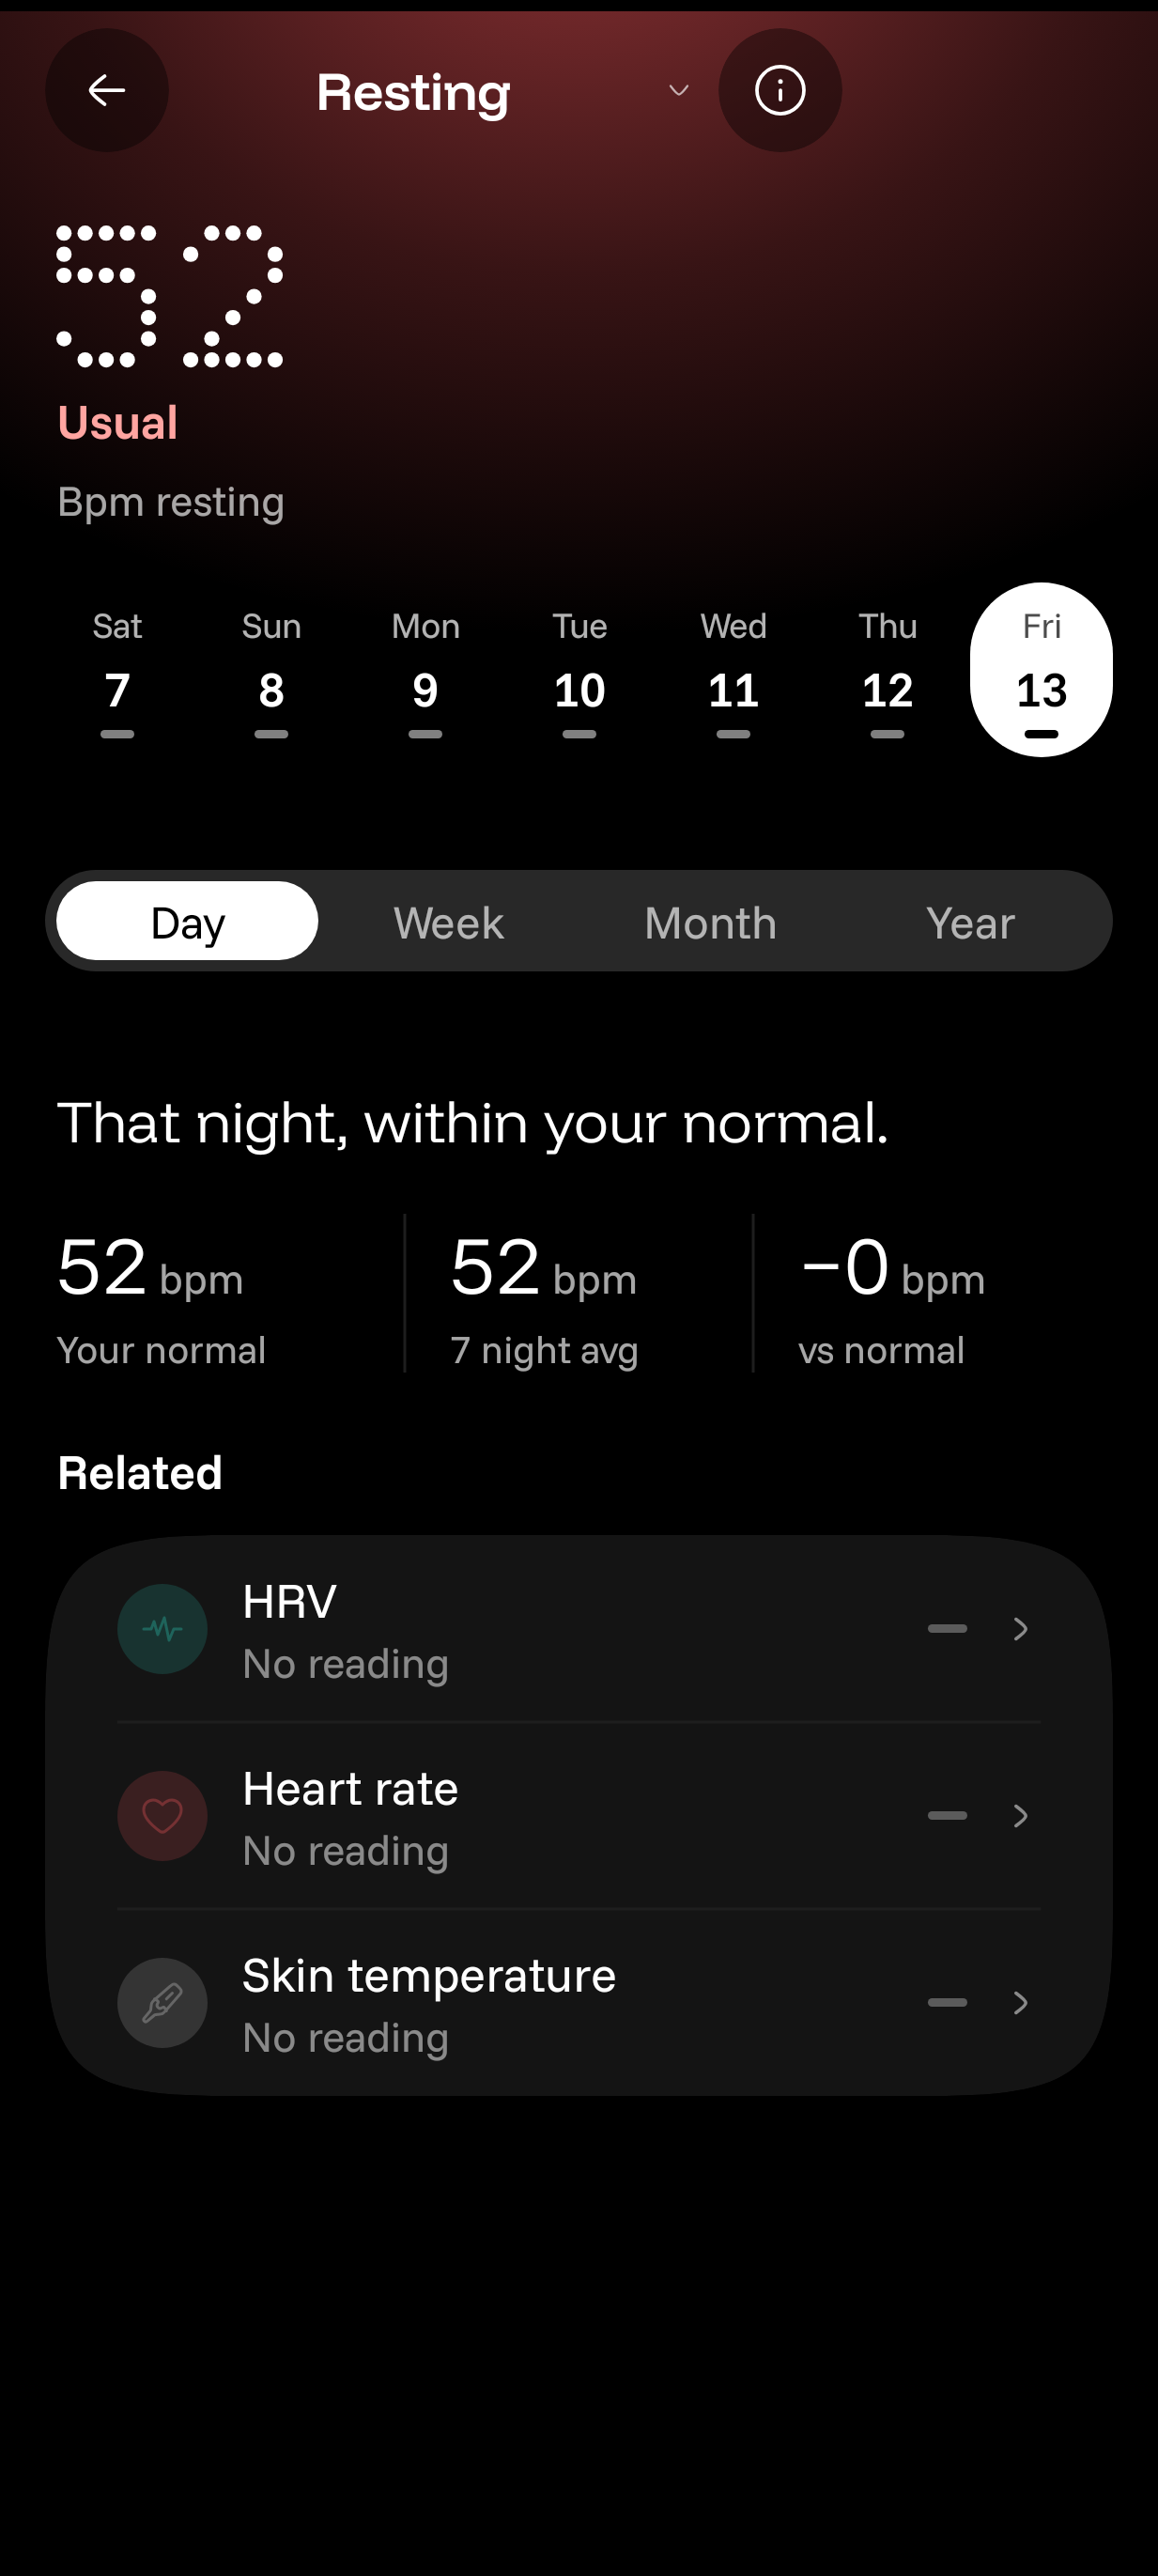 Resting
52
Usual
Bpm resting
Sat Sun Mon Tue Wed Thu Fri
7 8 9 10 11 12 13
Day Week Month Year
That night, within your normal.
52 bpm 52 bpm −0 bpm
Your normal 7 night avg vs normal
Related
HRV
No reading
Heart rate
No reading
Skin temperature
No reading